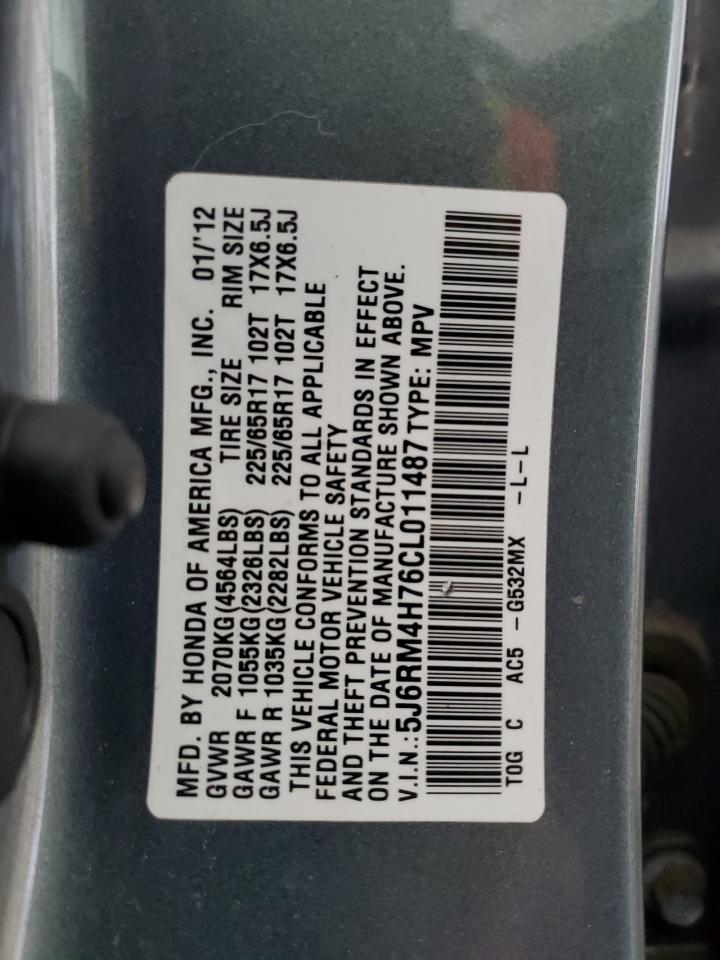 MFD. BY HONDA OF AMERICA MFG., INC. 01/'12
GVWR 2070KG(4564LBS) TIRE SIZE RIM SIZE
GAWR F 1055KG(2326LBS) 225/65R17 102T 17X6.5J
GAWR R 1035KG(2282LBS) 225/65R17 102T 17X6.5J
THIS VEHICLE CONFORMS TO ALL APPLICABLE
FEDERAL MOTOR VEHICLE SAFETY
AND THEFT PREVENTION STANDARDS IN EFFECT
ON THE DATE OF MANUFACTURE SHOWN ABOVE.
V.I.N.:5J6RM4H76CL011487 TYPE: MPV
TOG C AC5 -G532MX -L-L